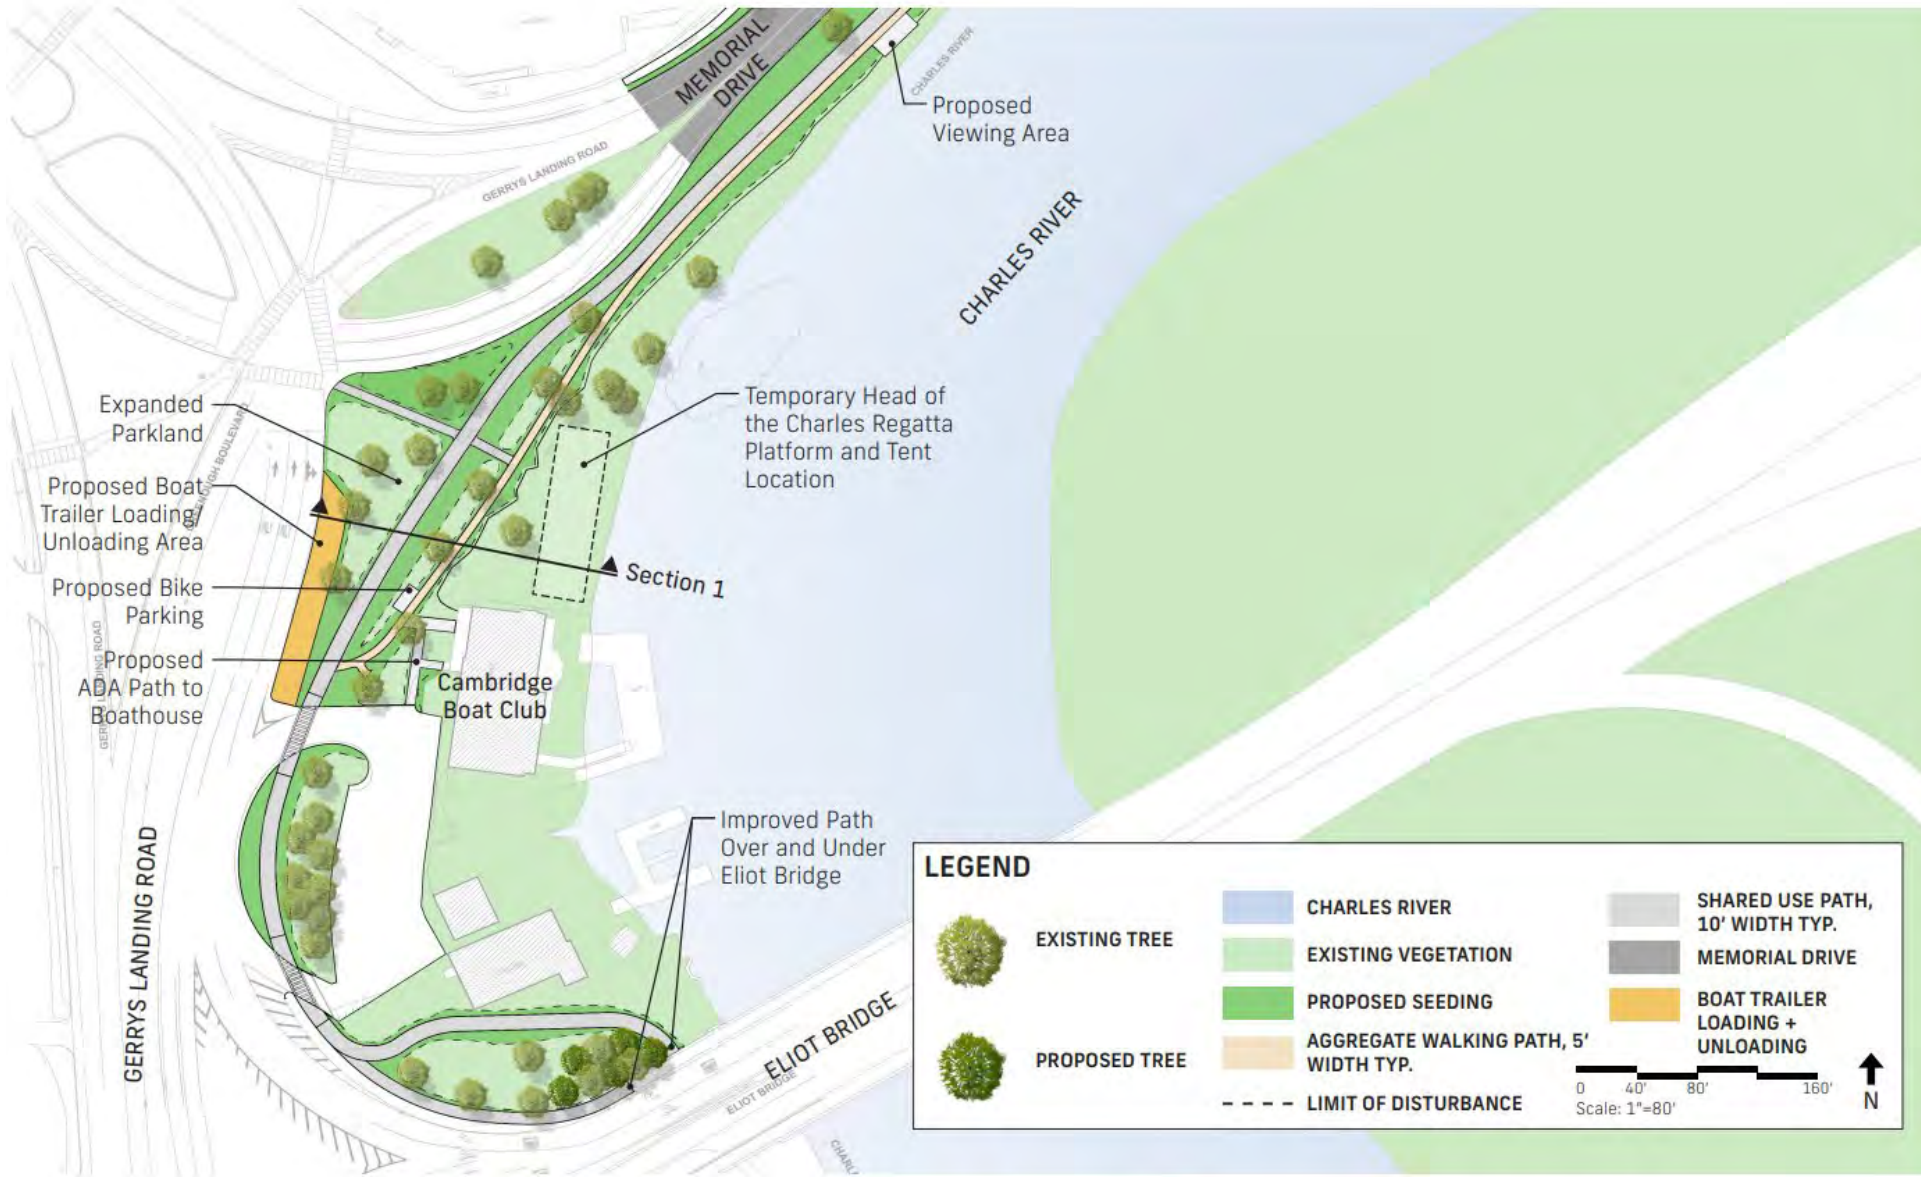 MEMORIAL
DRIVE
CHARLES RIVER
Proposed
Viewing Area
GERRYS LANDING ROAD
CHARLES RIVER
Expanded
Parkland
Temporary Head of
the Charles Regatta
Platform and Tent
Location
Proposed Boat
Trailer Loading
Unloading Area
Section 1
Proposed Bike
Parking
GERRYS LANDING ROAD
Proposed
ADA Path to
Boathouse
Cambridge
Boat Club
Improved Path
Over and Under
Eliot Bridge
GERRYS LANDING ROAD
ELIOT BRIDGE
ELIOT BRIDGE
LEGEND
EXISTING TREE
PROPOSED TREE
CHARLES RIVER
EXISTING VEGETATION
PROPOSED SEEDING
AGGREGATE WALKING PATH, 5'
WIDTH TYP.
LIMIT OF DISTURBANCE
SHARED USE PATH,
10' WIDTH TYP.
MEMORIAL DRIVE
BOAT TRAILER
LOADING +
UNLOADING
0 40' 80' 160'
Scale: 1"=80'
N